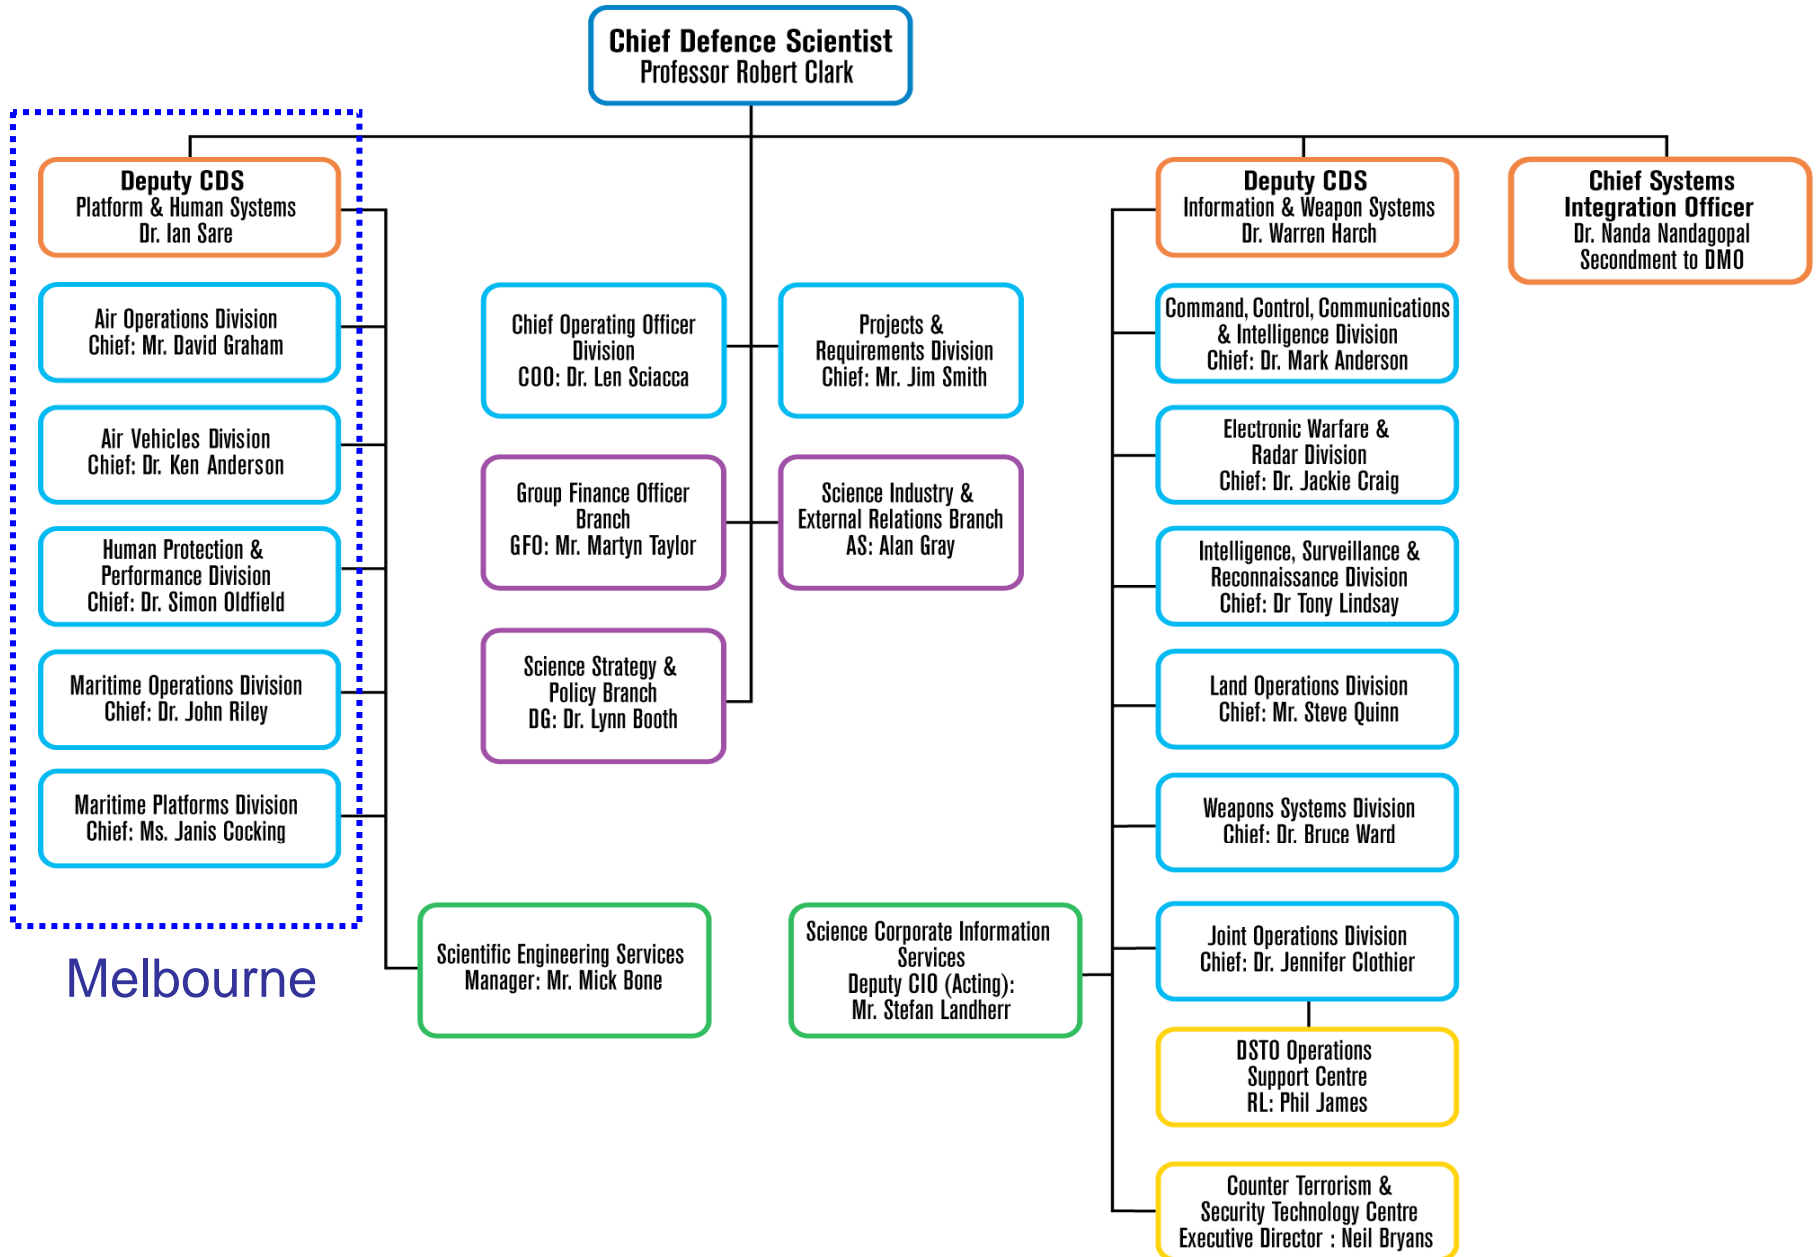 Chief Defence Scientist
Professor Robert Clark
Deputy CDS
Platform & Human Systems
Dr. Ian Sare
Air Operations Division
Chief: Mr. David Graham
Air Vehicles Division
Chief: Dr. Ken Anderson
Human Protection &
Performance Division
Chief: Dr. Simon Oldfield
Maritime Operations Division
Chief: Dr. John Riley
Maritime Platforms Division
Chief: Ms. Janis Cocking
Melbourne
Scientific Engineering Services
Manager: Mr. Mick Bone
Chief Operating Officer
Division
COO: Dr. Len Sciacca
Projects &
Requirements Division
Chief: Mr. Jim Smith
Group Finance Officer
Branch
GFO: Mr. Martyn Taylor
Science Industry &
External Relations Branch
AS: Alan Gray
Science Strategy &
Policy Branch
DG: Dr. Lynn Booth
Deputy CDS
Information & Weapon Systems
Dr. Warren Harch
Command, Control, Communications
& Intelligence Division
Chief: Dr. Mark Anderson
Electronic Warfare &
Radar Division
Chief: Dr. Jackie Craig
Intelligence, Surveillance &
Reconnaissance Division
Chief: Dr Tony Lindsay
Land Operations Division
Chief: Mr. Steve Quinn
Weapons Systems Division
Chief: Dr. Bruce Ward
Joint Operations Division
Chief: Dr. Jennifer Clothier
DSTO Operations
Support Centre
RL: Phil James
Counter Terrorism &
Security Technology Centre
Executive Director : Neil Bryans
Science Corporate Information
Services
Deputy CIO (Acting):
Mr. Stefan Landherr
Chief Systems
Integration Officer
Dr. Nanda Nandagopal
Secondment to DMO